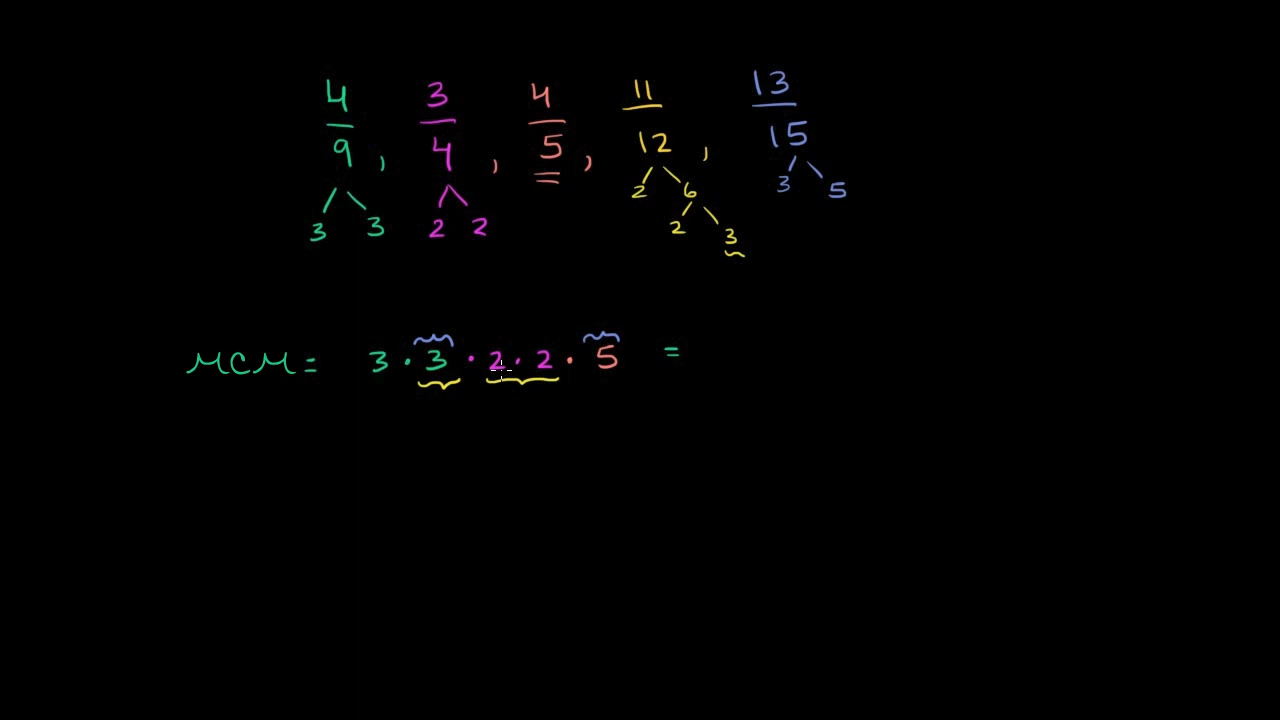 4/9, 3/4, 4/5, 11/12, 13/15
3 3 2 2 2 6 3 5
2 3
MCM = 3 · 3 · 2 · 2 · 5 =